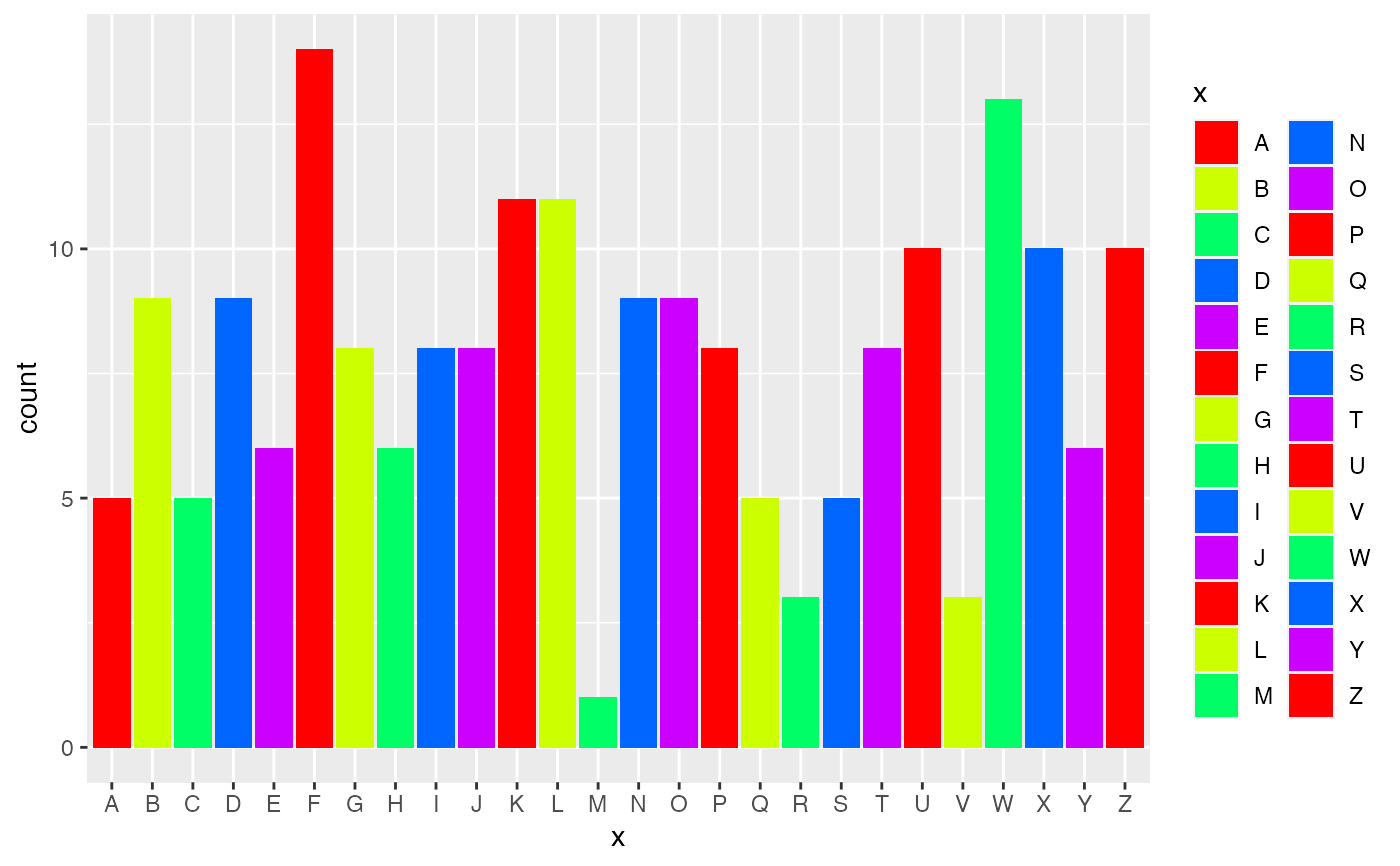 count
10
5
0
A B C D E F G H I J K L M N O P Q R S T U V W X Y Z
x
x
A N
B O
C P
D Q
E R
F S
G T
H U
I V
J W
K X
L Y
M Z